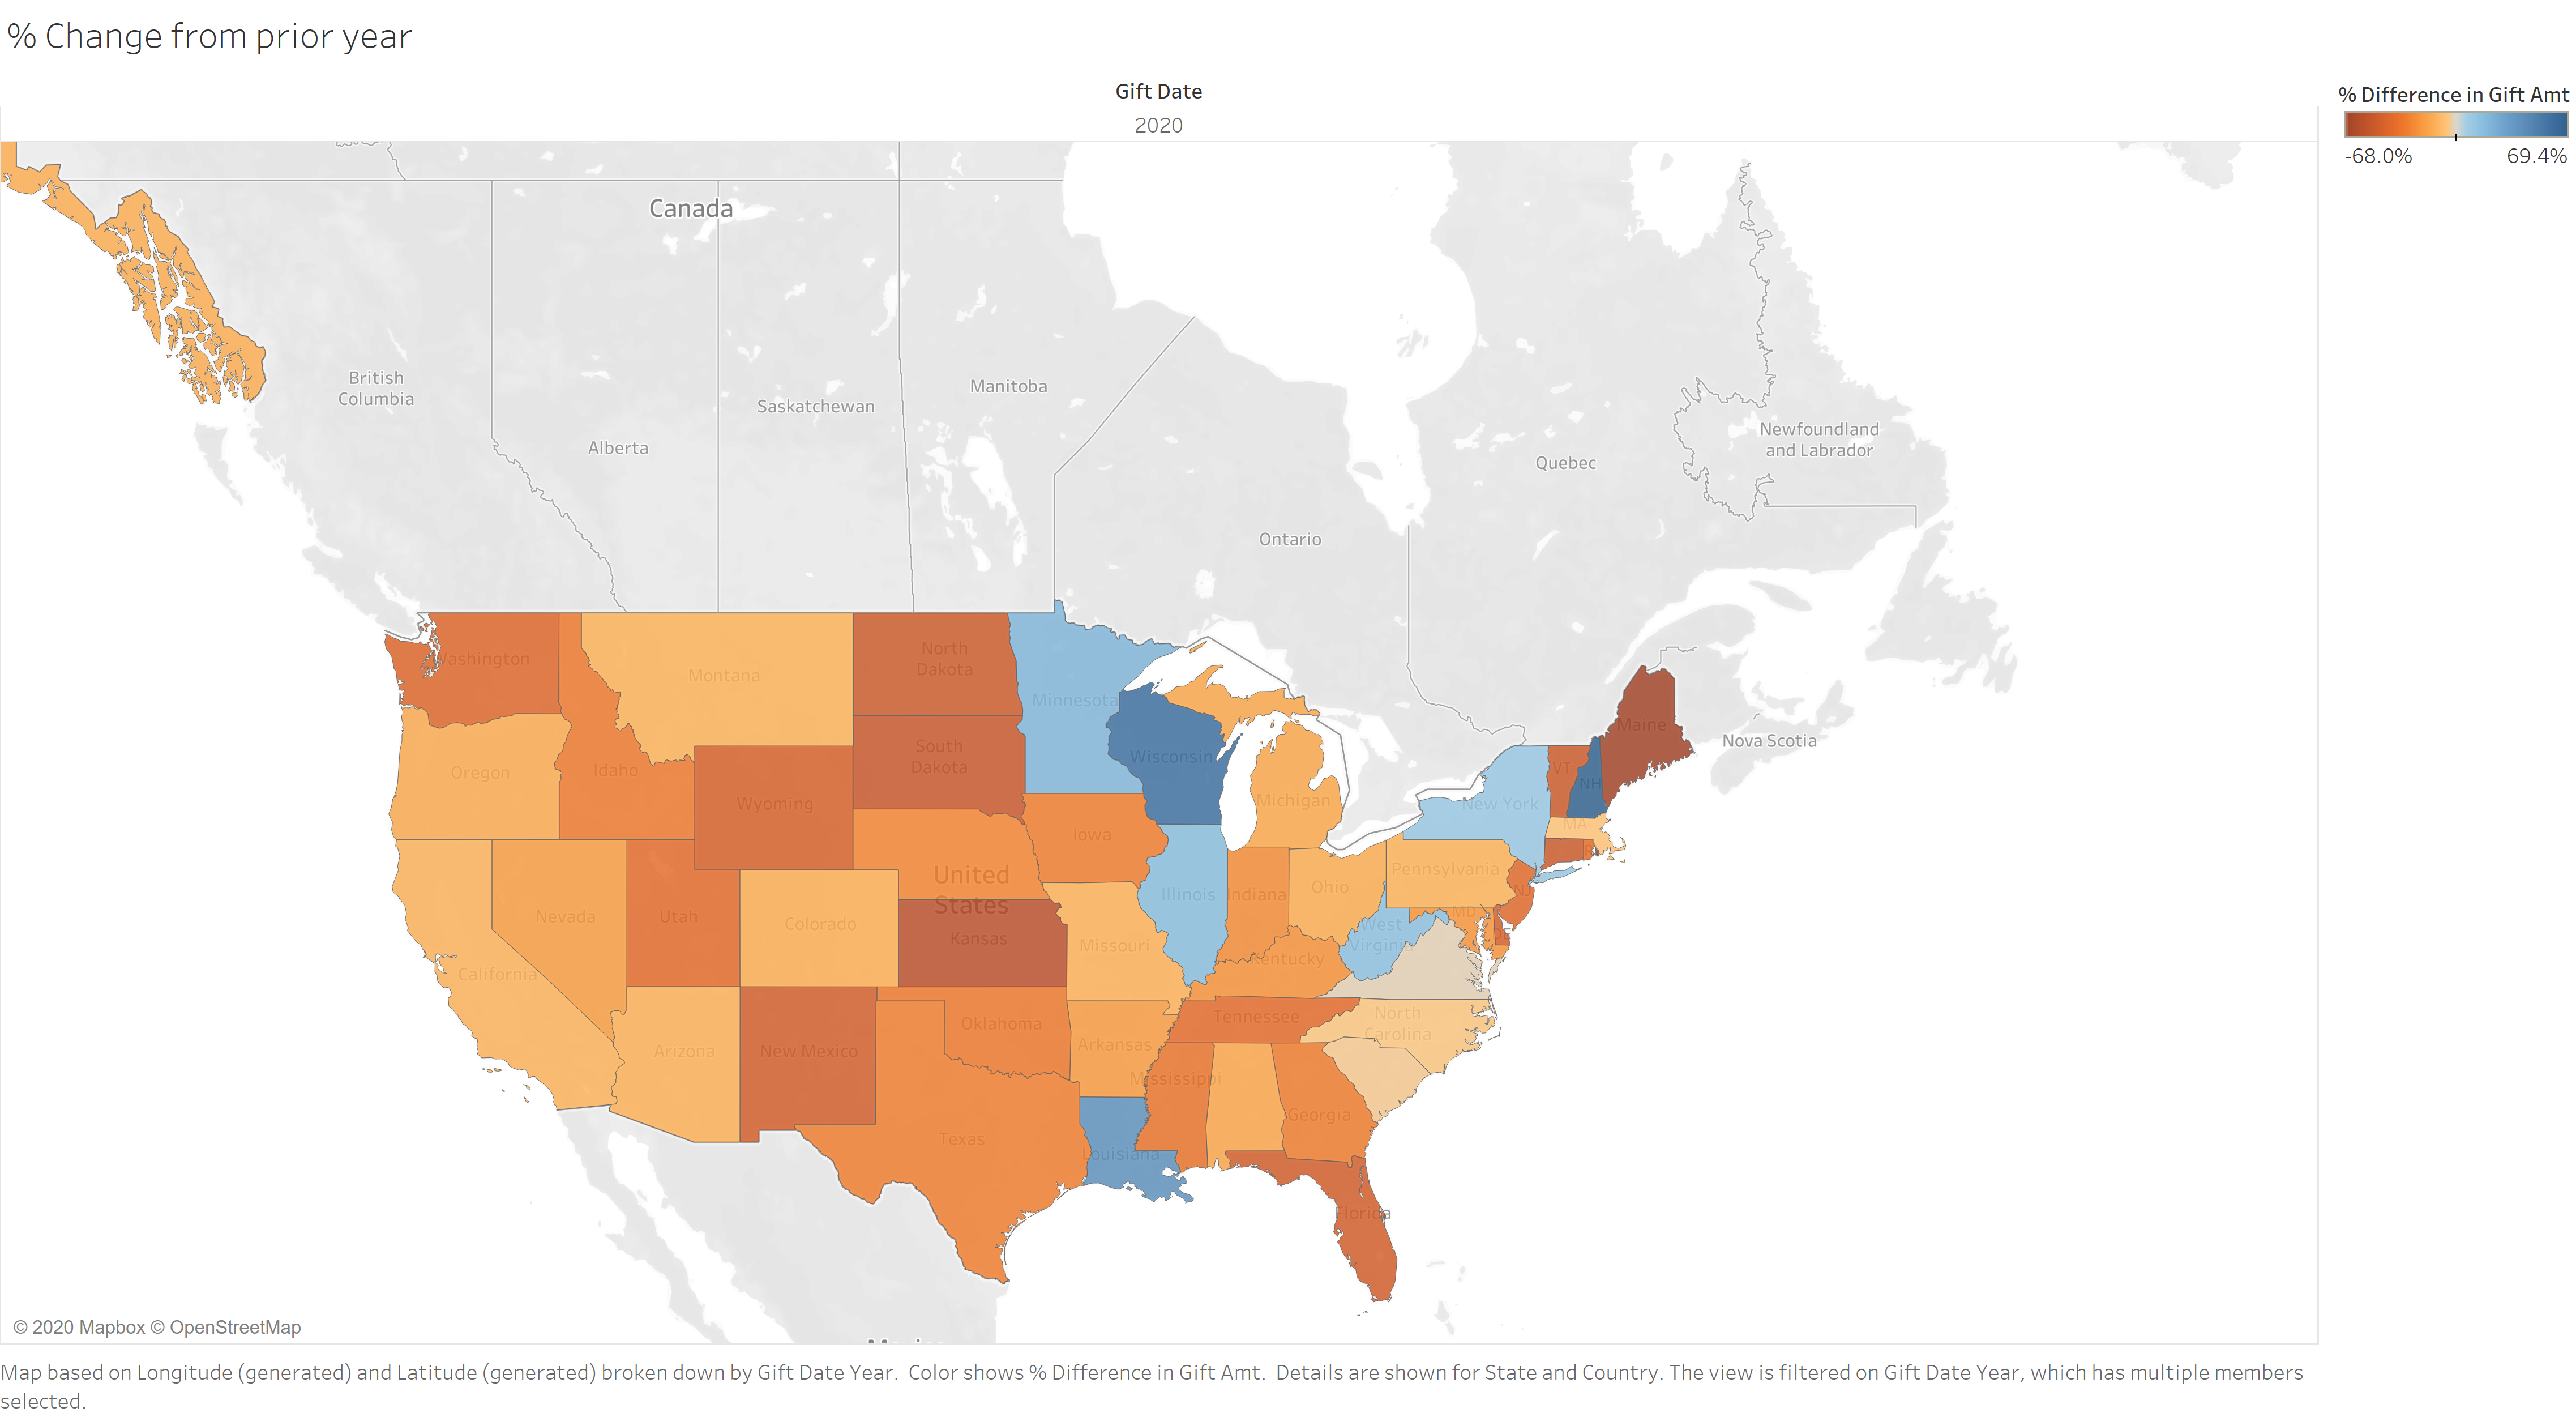 % Change from prior year
Gift Date
2020
% Difference in Gift Amt
-68.0%
69.4%
Canada
British
Columbia
Alberta
Saskatchewan
Manitoba
Ontario
Quebec
Newfoundland
and Labrador
Nova Scotia
Washington
Montana
North
Dakota
Minnesota
Maine
Oregon
Idaho
Wyoming
South
Dakota
Wisconsin
Michigan
New York
VT
NH
MA
Iowa
Nevada
Utah
Colorado
United
States
Kansas
Missouri
Illinois
Indiana
Ohio
Pennsylvania
NJ
MD
DE
West
Virginia
Kentucky
California
Arizona
New Mexico
Oklahoma
Arkansas
Tennessee
North
Carolina
Mississippi
Georgia
Texas
Louisiana
Florida
© 2020 Mapbox © OpenStreetMap
Map based on Longitude (generated) and Latitude (generated) broken down by Gift Date Year.  Color shows % Difference in Gift Amt.  Details are shown for State and Country. The view is filtered on Gift Date Year, which has multiple members
selected.